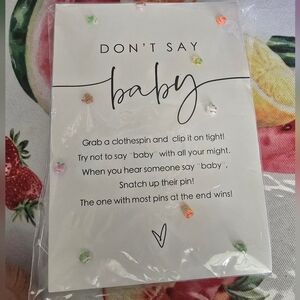 DON'T SAY
baby
Grab a clothespin and clip it on tight!
Try not to say ¨baby¨ with all your might.
When you hear someone say ¨baby¨,
Snatch up their pin!
The one with most pins at the end wins!